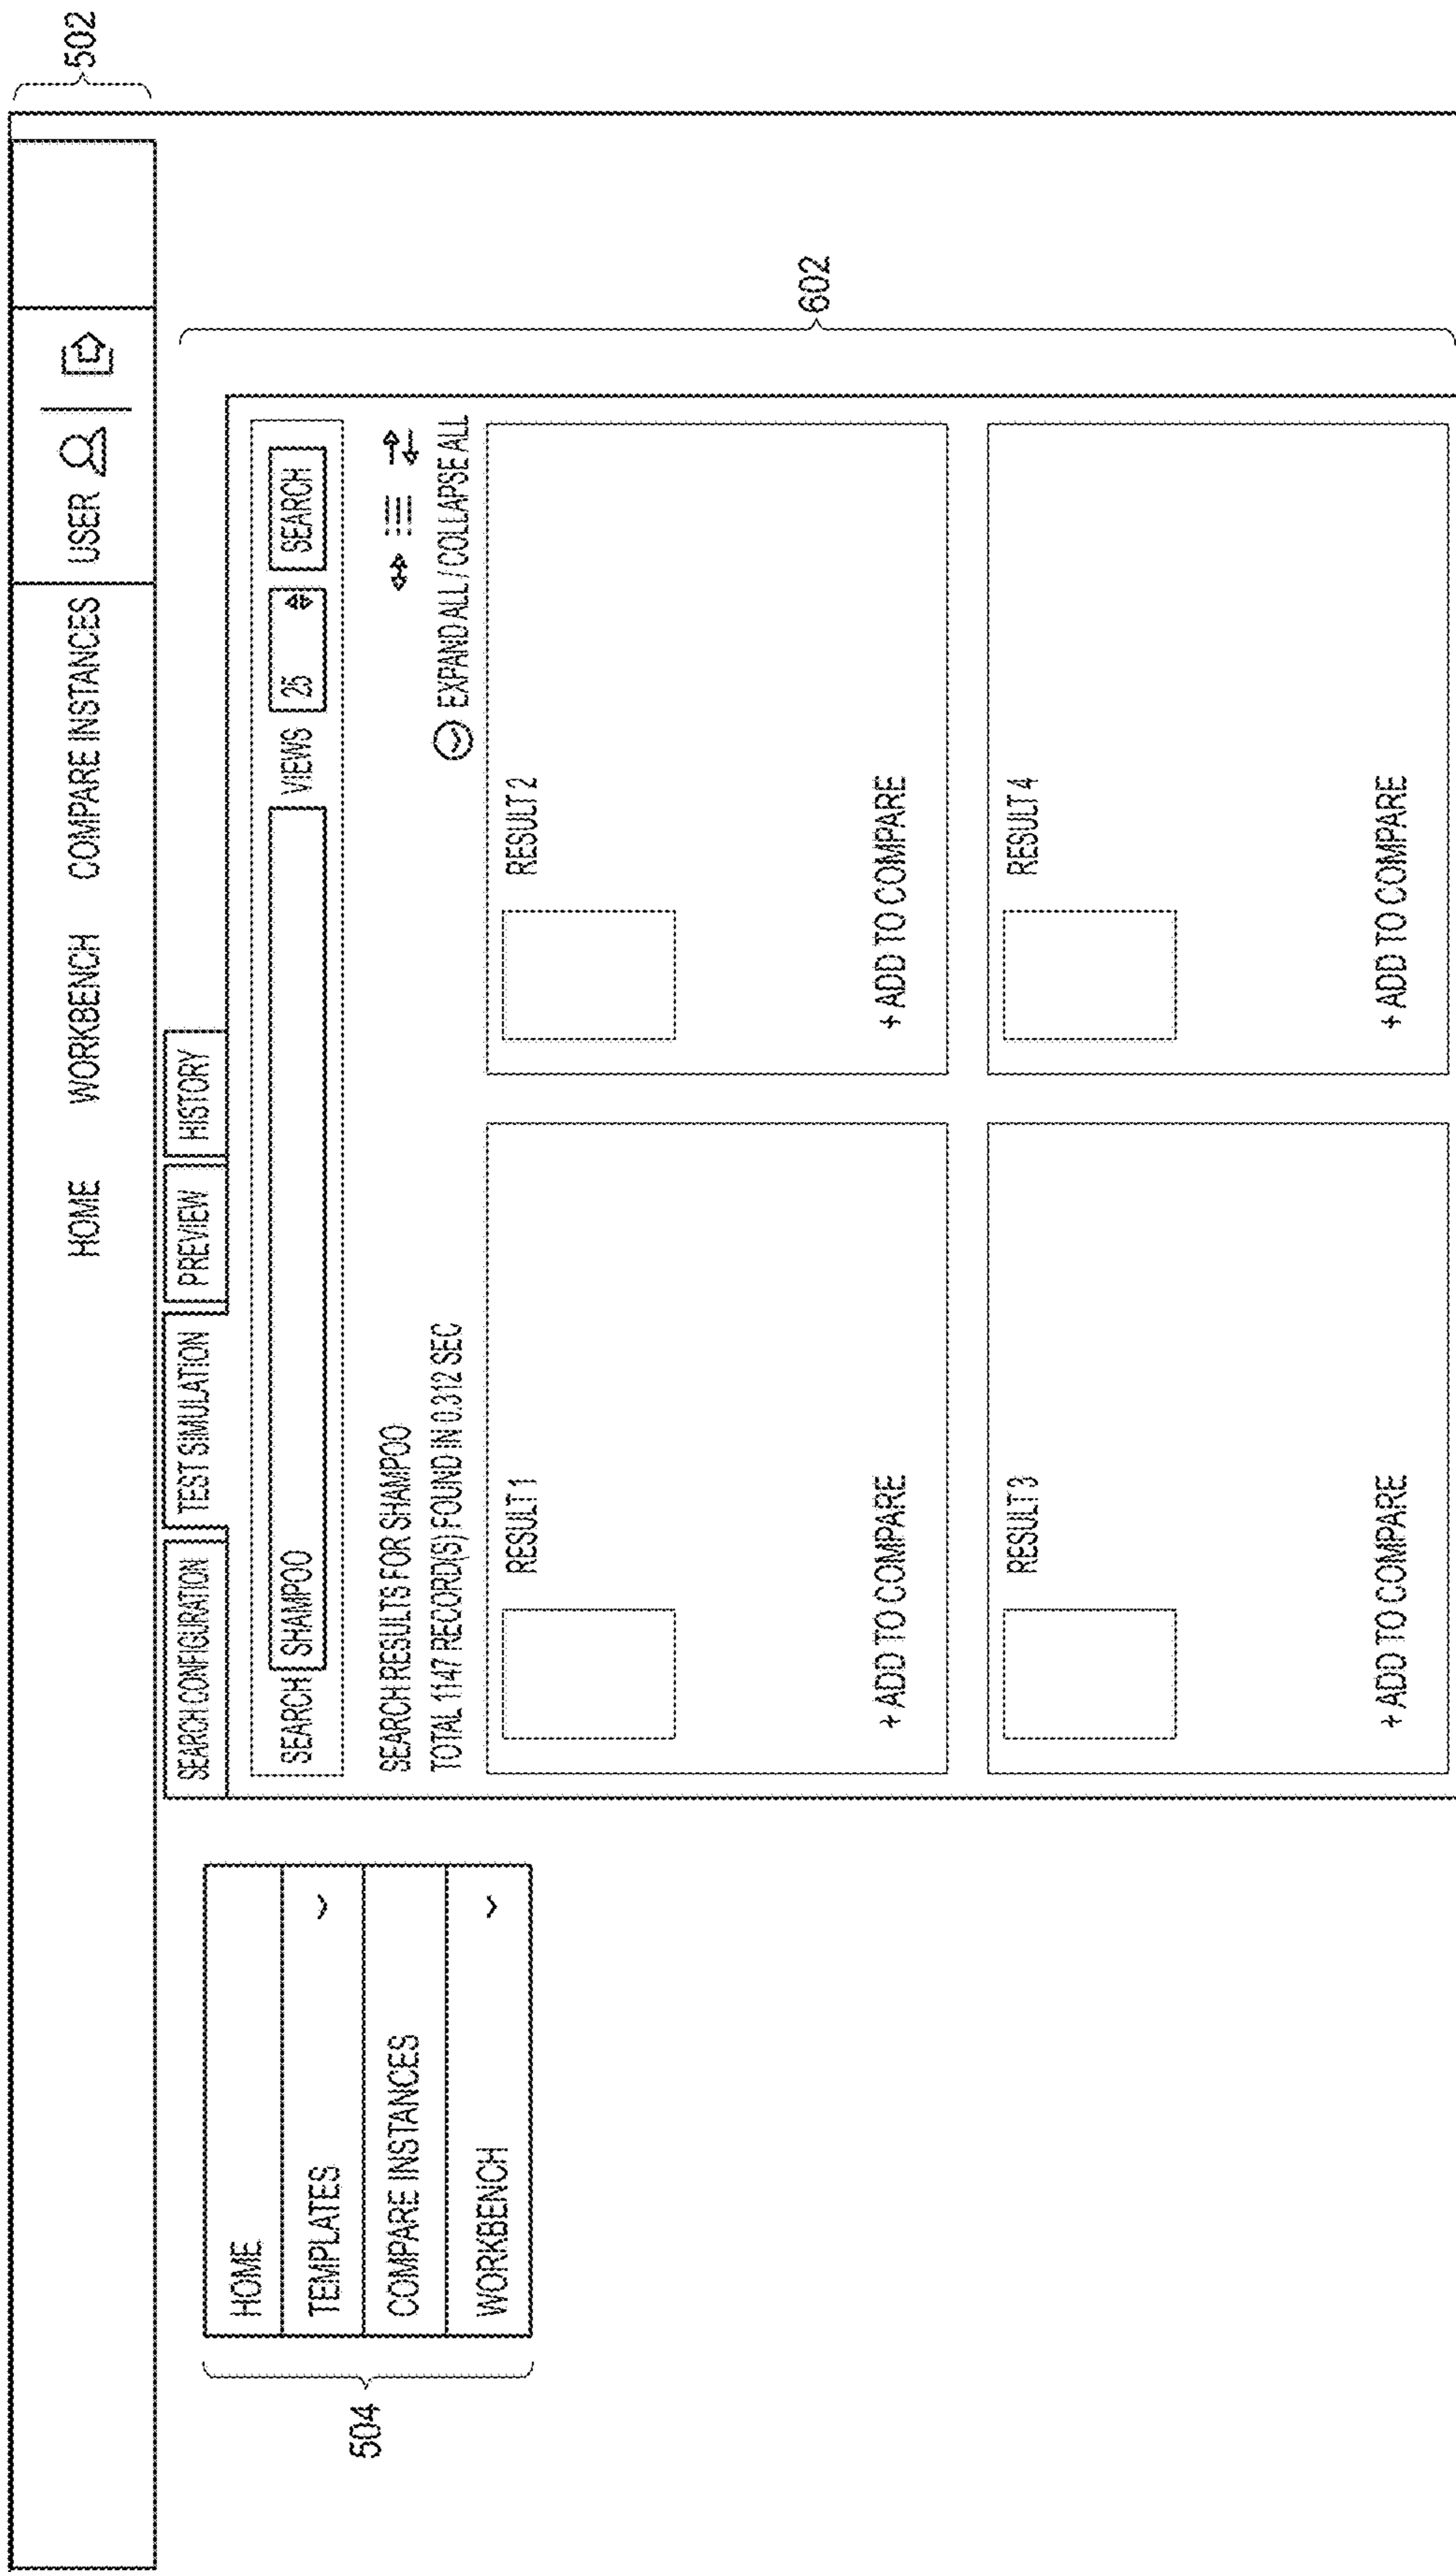 502
HOME WORKBENCH COMPARE INSTANCES USER
SEARCH CONFIGURATION TEST SIMULATION PREVIEW HISTORY
504
HOME
TEMPLATES
COMPARE INSTANCES
WORKBENCH
602
SEARCH SHAMPOO VIEWS 25 SEARCH
SEARCH RESULTS FOR SHAMPOO
TOTAL 1147 RECORD(S) FOUND IN 0.312 SEC
EXPAND ALL / COLLAPSE ALL
RESULT 1
+ ADD TO COMPARE
RESULT 2
+ ADD TO COMPARE
RESULT 3
+ ADD TO COMPARE
RESULT 4
+ ADD TO COMPARE